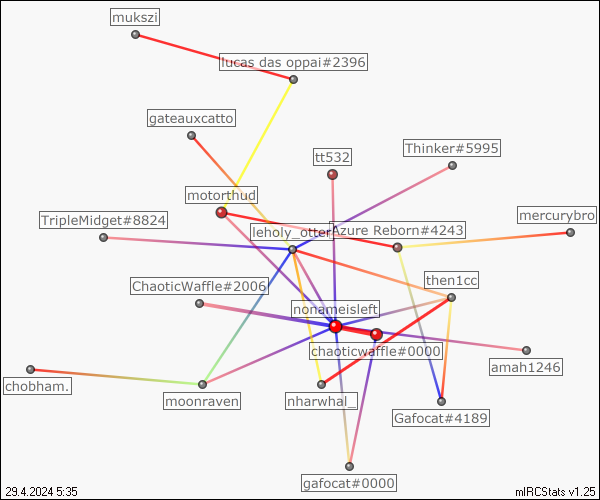 mukszi
lucas das oppai#2396
gateauxcatto
Thinker#5995
tt532
motorthud
mercurybro
TripleMidget#8824
leholy_otter
Azure Reborn#4243
then1cc
ChaoticWaffle#2006
nonameisleft
chaoticwaffle#0000
amah1246
chobham.
moonraven
nharwhal_
Gafocat#4189
gafocat#0000
29.4.2024 5:35
mIRCStats v1.25